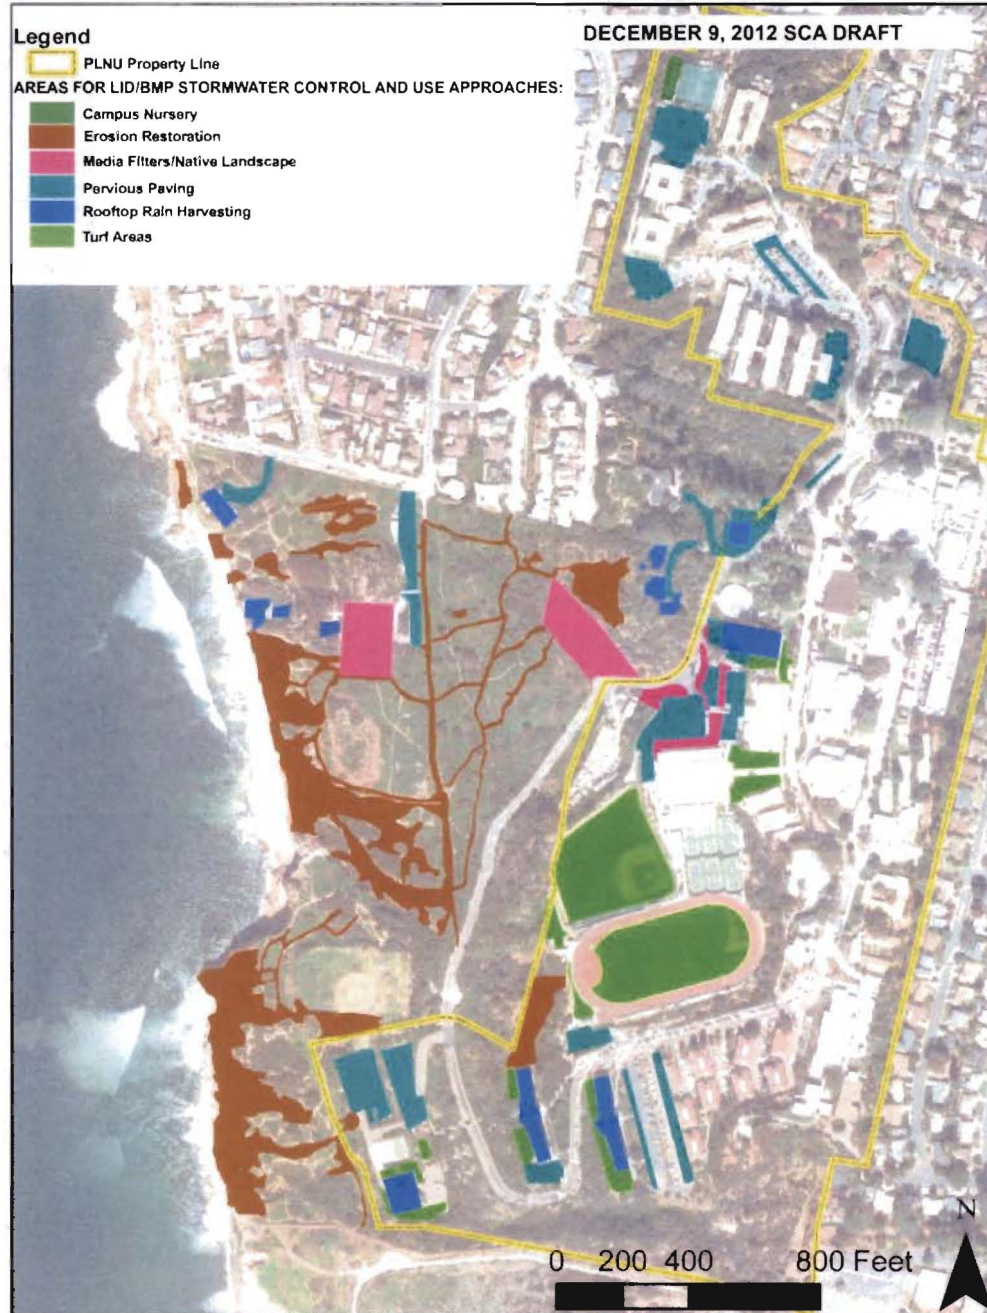 DECEMBER 9, 2012 SCA DRAFT
Legend
PLNU Property Line
AREAS FOR LID/BMP STORMWATER CONTROL AND USE APPROACHES:
Campus Nursery
Erosion Restoration
Media Filters/Native Landscape
Pervious Paving
Rooftop Rain Harvesting
Turf Areas
N
0 200 400 800 Feet